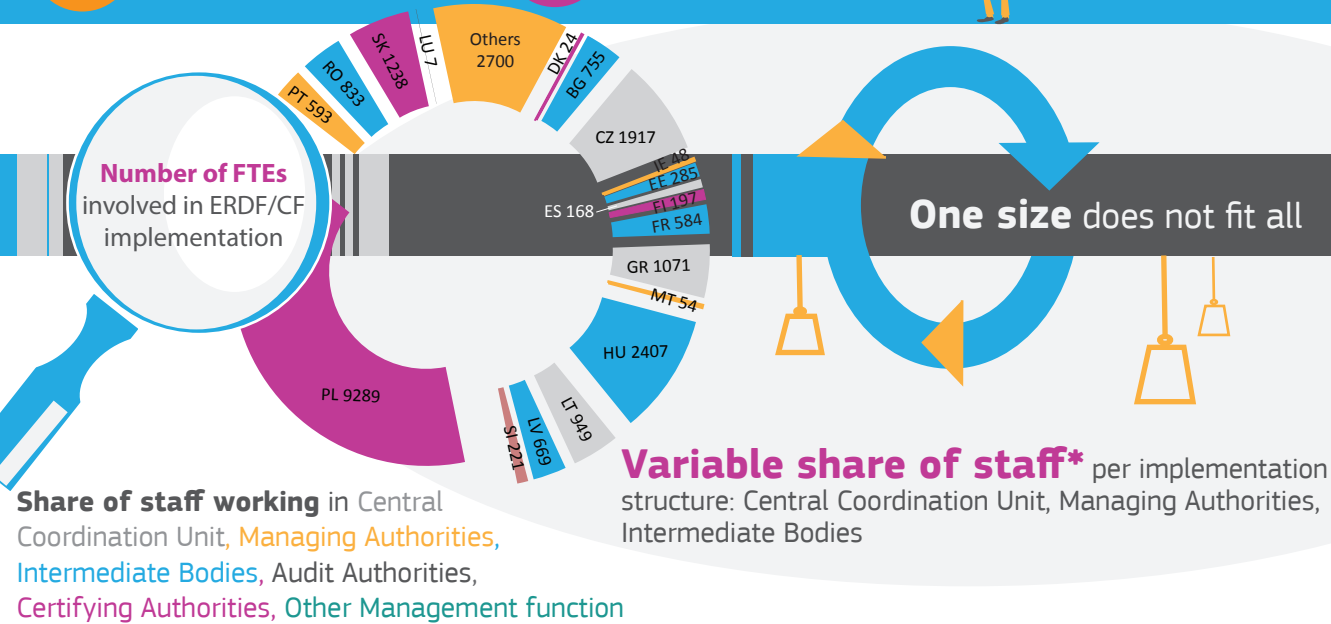 Number of FTEs
involved in ERDF/CF
implementation
PT 593
RO 833
SK 1238
LU 7
Others
2700
DK 24
BG 755
CZ 1917
IE 48
EE 285
ES 168
FI 197
FR 584
GR 1071
MT 54
HU 2407
LT 949
LV 669
SI 221
PL 9289
One size does not fit all
Variable share of staff* per implementation
structure: Central Coordination Unit, Managing Authorities,
Intermediate Bodies
Share of staff working in Central
Coordination Unit, Managing Authorities,
Intermediate Bodies, Audit Authorities,
Certifying Authorities, Other Management function